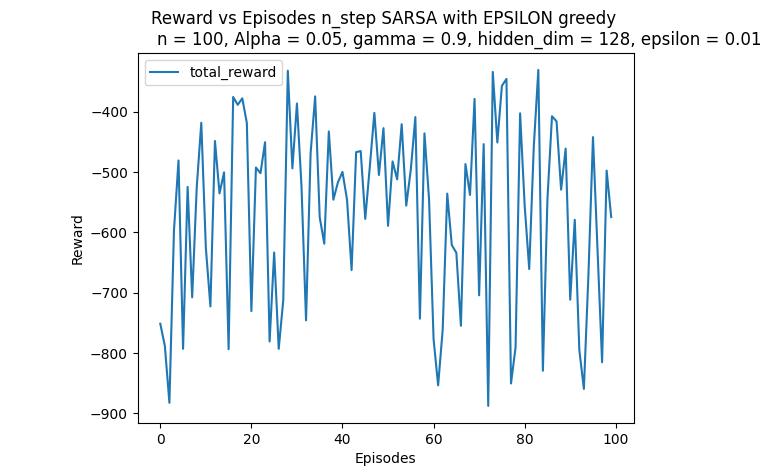 Reward vs Episodes n_step SARSA with EPSILON greedy
n = 100, Alpha = 0.05, gamma = 0.9, hidden_dim = 128, epsilon = 0.01
total_reward
−400
−500
−600
−700
−800
−900
Reward
0 20 40 60 80 100
Episodes